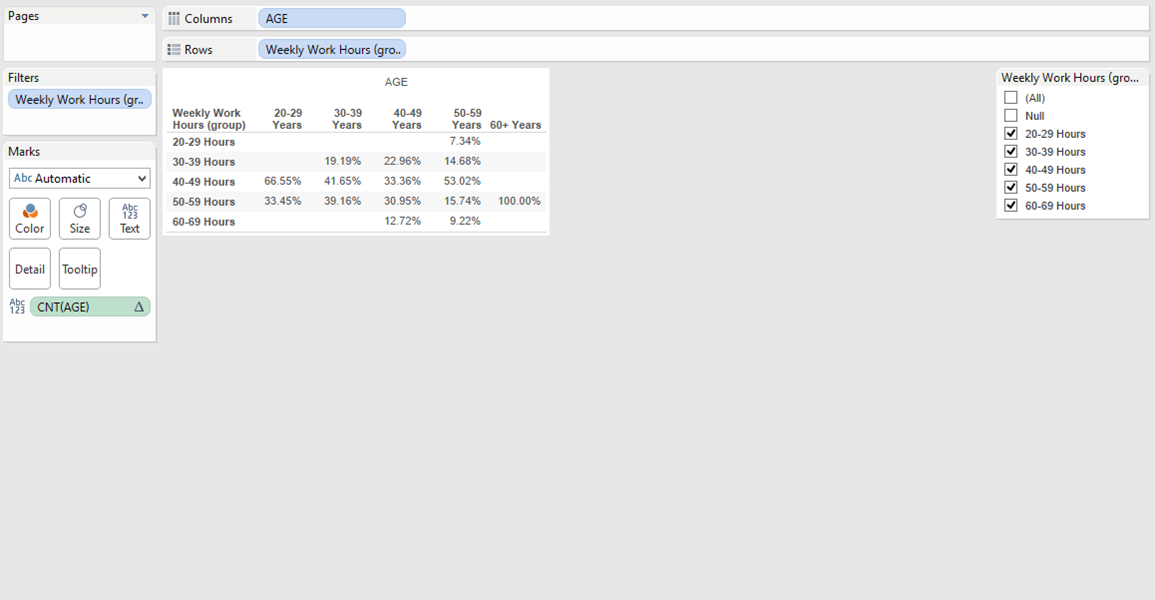 Pages
Columns
AGE
Rows
Weekly Work Hours (gro..
Filters
Weekly Work Hours (gr..
Marks
Abc Automatic
Color
Size
Abc
123
Text
Detail
Tooltip
Abc
123
CNT(AGE) Δ
AGE
Weekly Work
Hours (group)
20-29
Years
30-39
Years
40-49
Years
50-59
Years
60+ Years
20-29 Hours 7.34%
30-39 Hours 19.19% 22.96% 14.68%
40-49 Hours 66.55% 41.65% 33.36% 53.02%
50-59 Hours 33.45% 39.16% 30.95% 15.74% 100.00%
60-69 Hours 12.72% 9.22%
Weekly Work Hours (gro...
(All)
Null
20-29 Hours
30-39 Hours
40-49 Hours
50-59 Hours
60-69 Hours